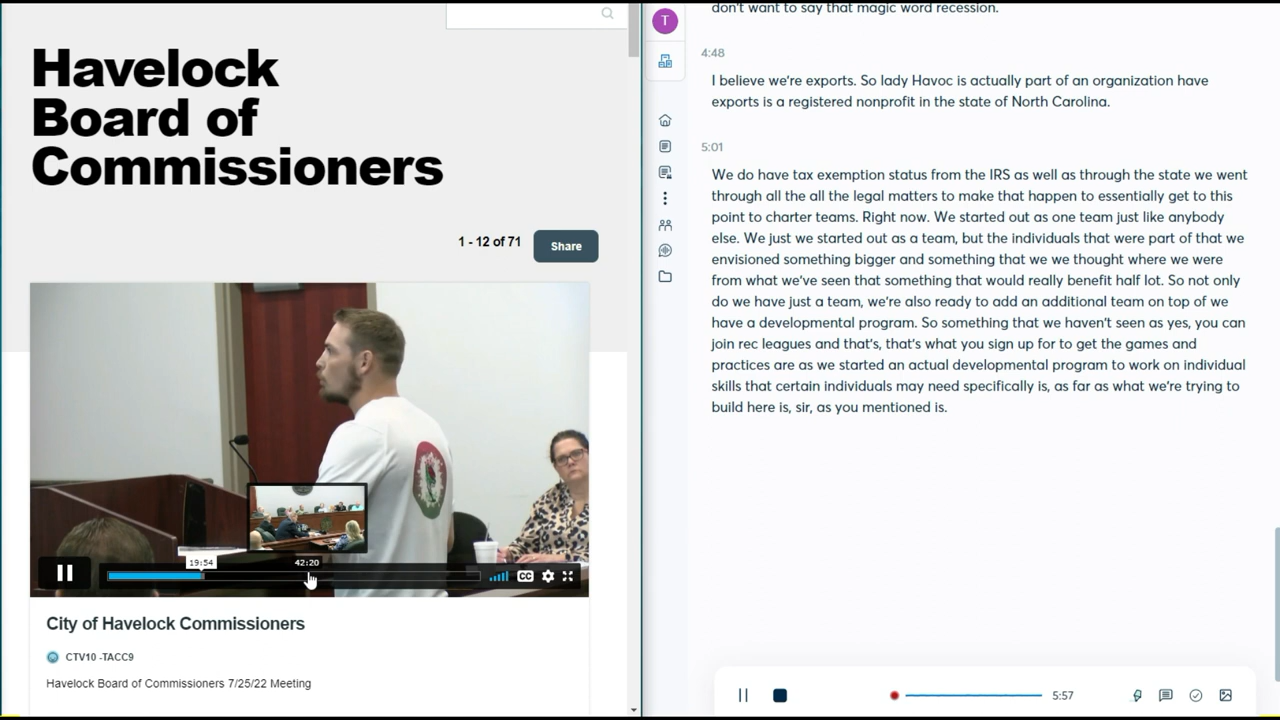 Havelock
Board of
Commissioners
1 - 12 of 71
Share
19:54
42:20
CC
City of Havelock Commissioners
CTV10 -TACC9
Havelock Board of Commissioners 7/25/22 Meeting
T
don't want to say that magic word recession.
4:48
I believe we're exports. So lady Havoc is actually part of an organization have
exports is a registered nonprofit in the state of North Carolina.
5:01
We do have tax exemption status from the IRS as well as through the state we went
through all the all the legal matters to make that happen to essentially get to this
point to charter teams. Right now. We started out as one team just like anybody
else. We just we started out as a team, but the individuals that were part of that we
envisioned something bigger and something that we we thought where we were
from what we've seen that something that would really benefit half lot. So not only
do we have just a team, we're also ready to add an additional team on top of we
have a developmental program. So something that we haven't seen as yes, you can
join rec leagues and that's, that's what you sign up for to get the games and
practices are as we started an actual developmental program to work on individual
skills that certain individuals may need specifically is, as far as what we're trying to
build here is, sir, as you mentioned is.
5:57